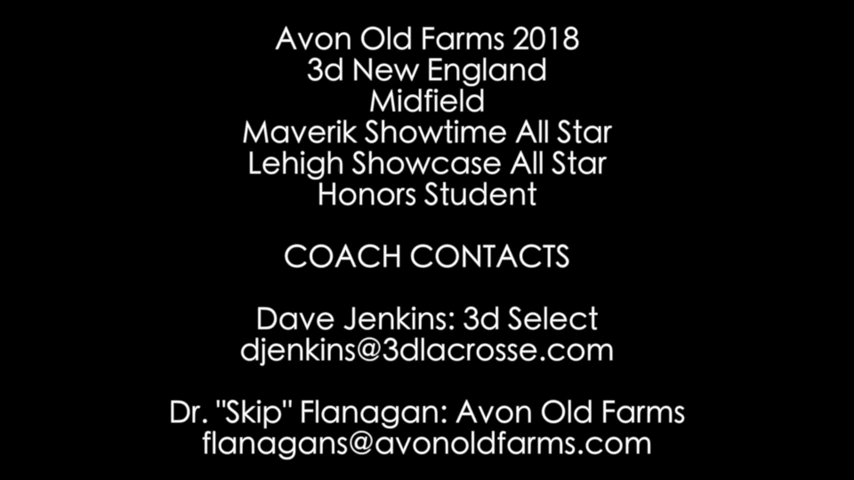 Avon Old Farms 2018
3d New England
Midfield
Maverik Showtime All Star
Lehigh Showcase All Star
Honors Student
COACH CONTACTS
Dave Jenkins: 3d Select
djenkins@3dlacrosse.com
Dr. "Skip" Flanagan: Avon Old Farms
flanagans@avonoldfarms.com